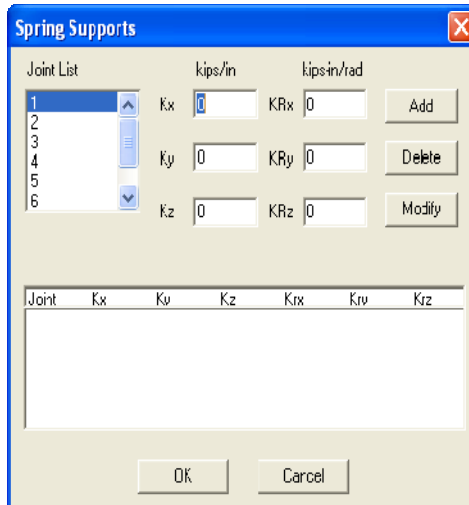 Spring Supports
Joint List kips/in kips-in/rad
1 Kx 0 KRx 0 Add
2
3
4 Ky 0 KRy 0 Delete
5
6 Kz 0 KRz 0 Modify
Joint Kx Kv Kz Krx Krv Krz
OK Carcel